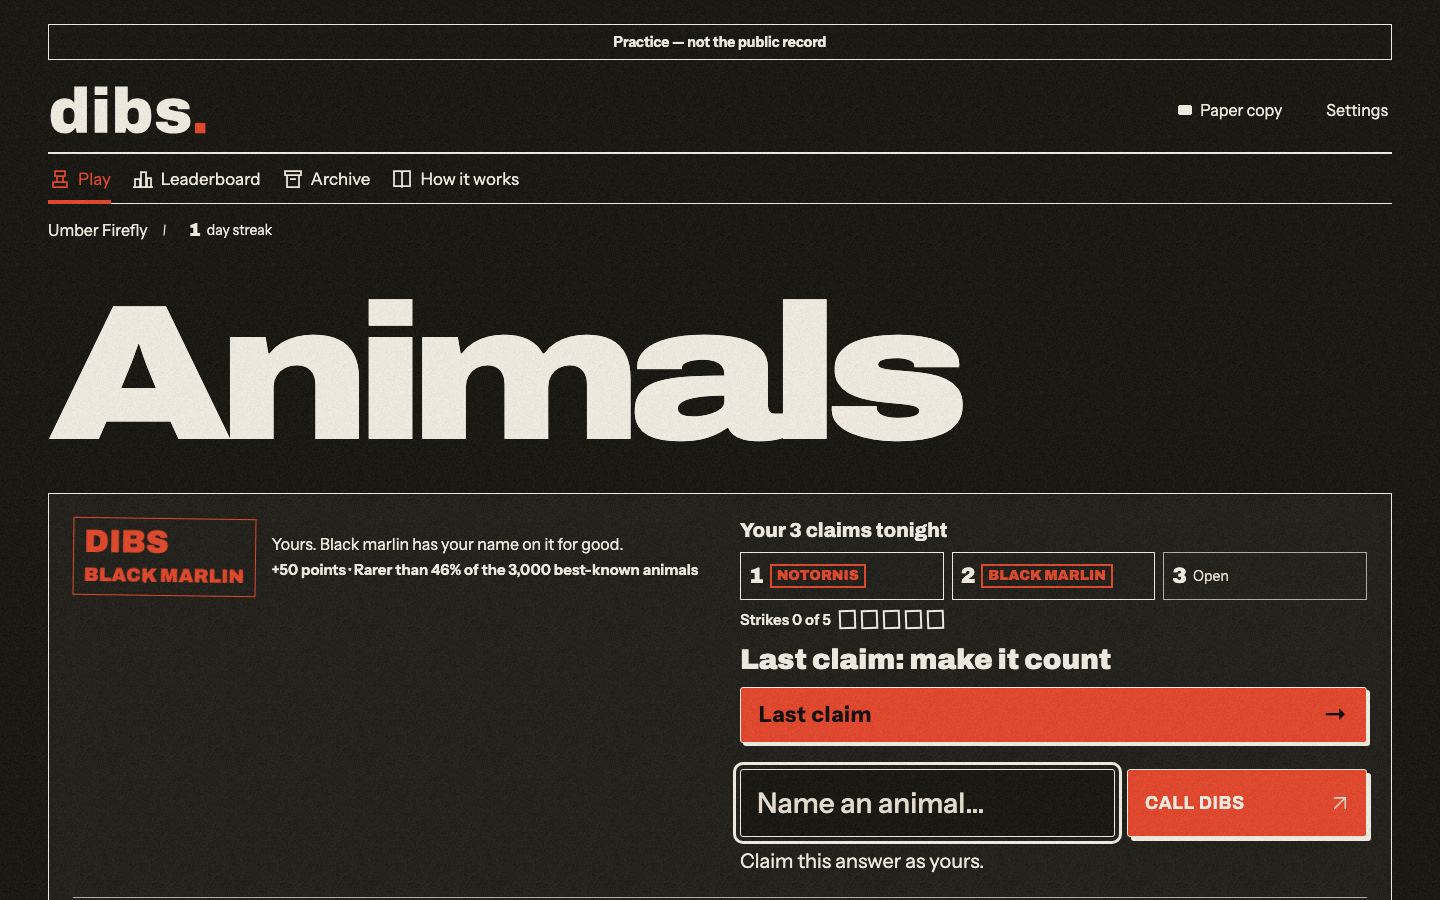 Practice — not the public record
dibs.
Paper copy
Settings
Play
Leaderboard
Archive
How it works
Umber Firefly / 1 day streak
Animals
DIBS
BLACK MARLIN
Yours. Black marlin has your name on it for good.
+50 points · Rarer than 46% of the 3,000 best-known animals
Your 3 claims tonight
1 NOTORNIS
2 BLACK MARLIN
3 Open
Strikes 0 of 5
Last claim: make it count
Last claim →
Name an animal...
CALL DIBS
Claim this answer as yours.